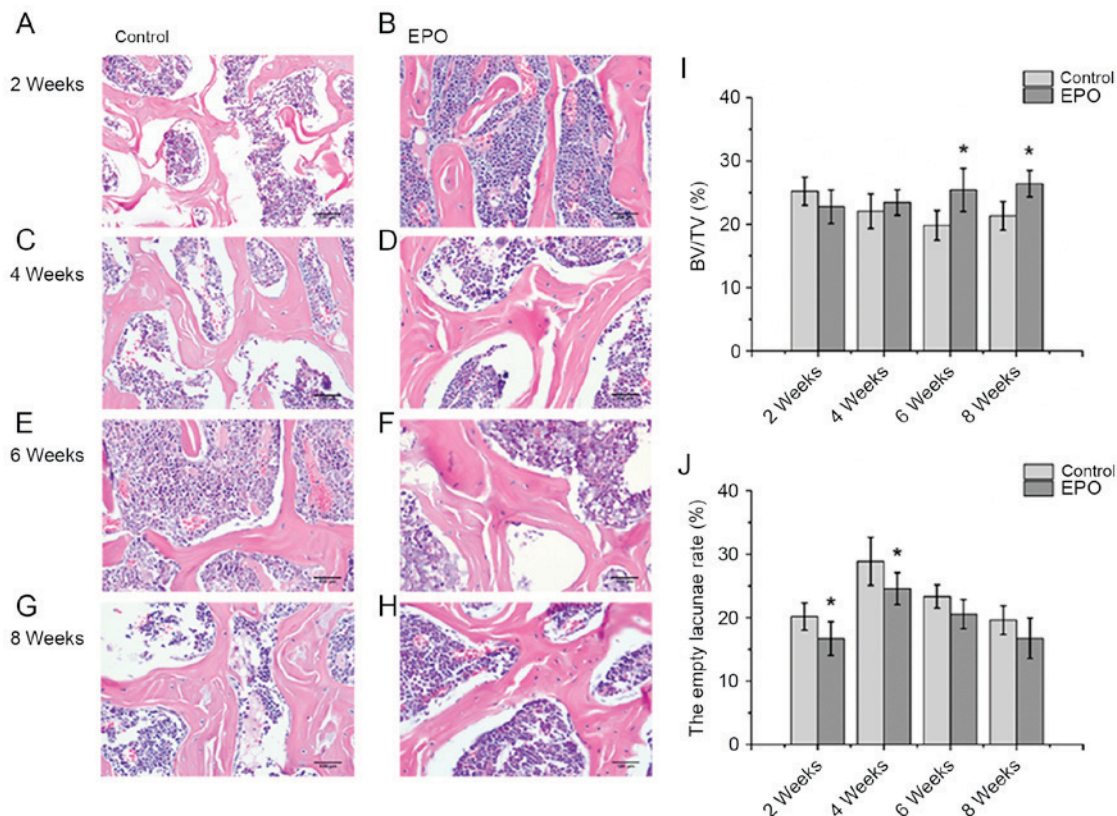 A
Control
B
EPO
2 Weeks
C
D
4 Weeks
E
F
6 Weeks
G
H
8 Weeks
I
Control
EPO
BV/TV (%)
40
30
20
10
0
2 Weeks
4 Weeks
6 Weeks
8 Weeks
* *
J
Control
EPO
The empty lacunae rate (%)
40
30
20
10
0
2 Weeks
4 Weeks
6 Weeks
8 Weeks
* *